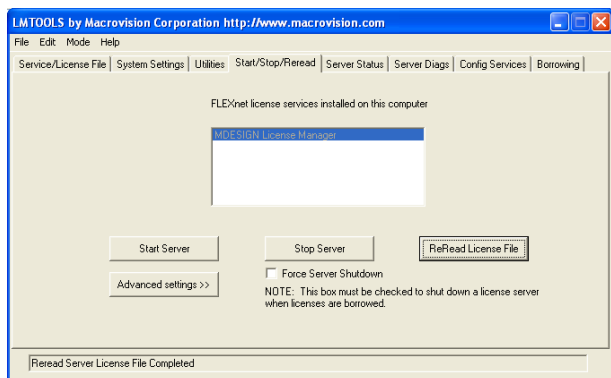 LMTOOLS by Macrovision Corporation http://www.macrovision.com
File Edit Mode Help
Service/License File System Settings Utilities Start/Stop/Reread Server Status Server Diags Config Services Borrowing
FLEXnet license services installed on this computer
MDESIGN License Manager
Start Server Stop Server ReRead License File
Force Server Shutdown
Advanced settings >>
NOTE: This box must be checked to shut down a license server
when licenses are borrowed.
Reread Server License File Completed